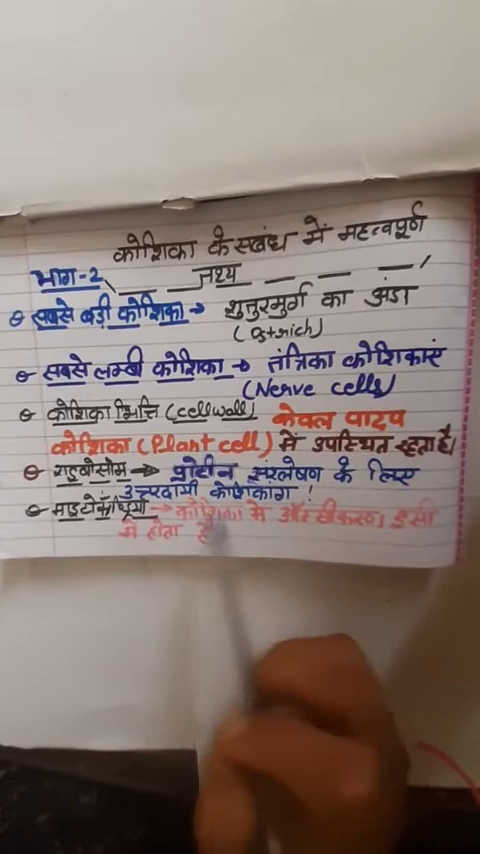 कोशिका के सबंध में महत्वपूर्ण
भाग-2 तथ्य
सबसे बड़ी कोशिका → शुतुरमुर्ग का अंडा
(Ostrich)
सबसे लम्बी कोशिका → तंत्रिका कोशिकाएं
(Nerve cells)
कोशिका भित्ति (cell wall) केवल पादप
कोशिका (Plant cell) में उपस्थित रहता है।
राइबोसोम → प्रोटीन संश्लेषण के लिए
उत्तरदायी कोशिकांग !
माइटोकॉन्ड्रिया → कोशिका में ऑक्सीकरण इसी
में होता है